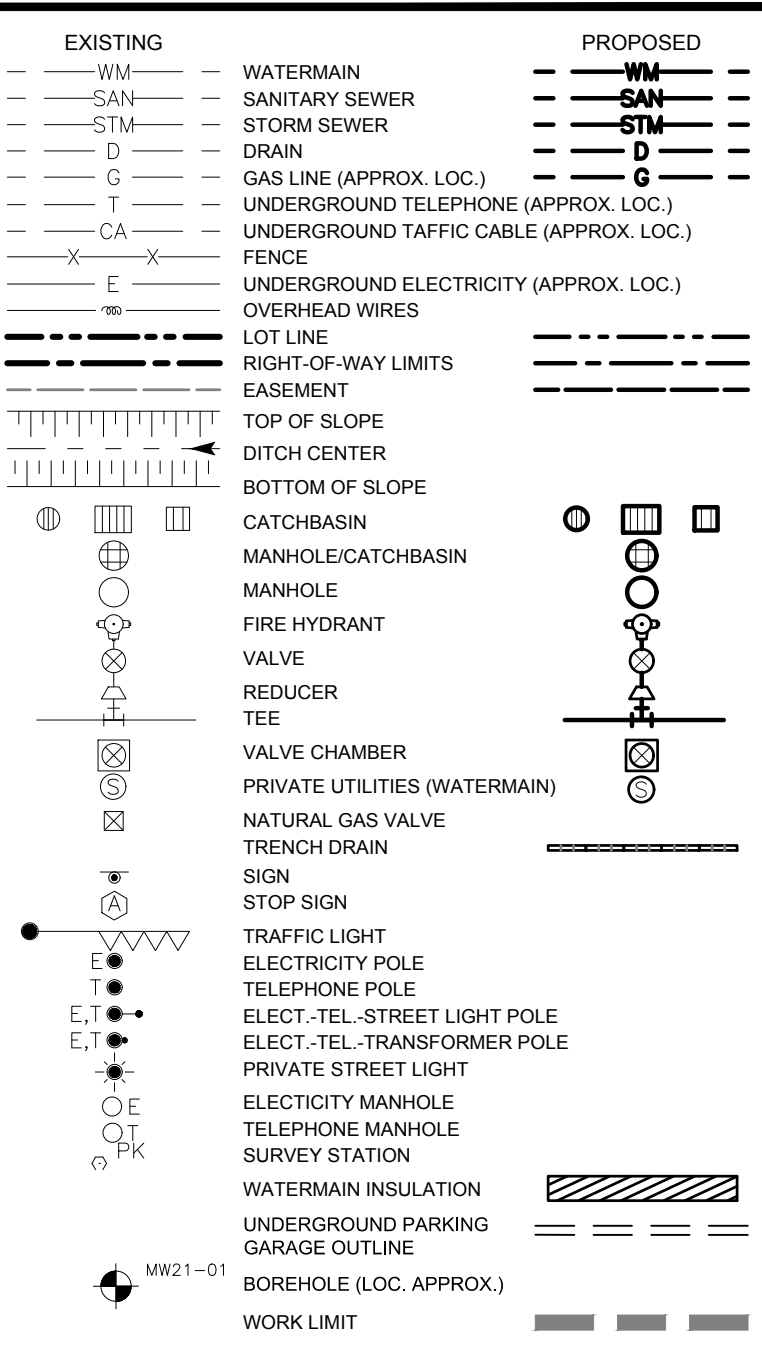 EXISTING PROPOSED
WM WATERMAIN WM
SAN SANITARY SEWER SAN
STM STORM SEWER STM
D DRAIN D
G GAS LINE (APPROX. LOC.) G
T UNDERGROUND TELEPHONE (APPROX. LOC.)
CA UNDERGROUND TAFFIC CABLE (APPROX. LOC.)
X X FENCE
E UNDERGROUND ELECTRICITY (APPROX. LOC.)
OVERHEAD WIRES
LOT LINE
RIGHT-OF-WAY LIMITS
EASEMENT
TOP OF SLOPE
DITCH CENTER
BOTTOM OF SLOPE
CATCHBASIN
MANHOLE/CATCHBASIN
MANHOLE
FIRE HYDRANT
VALVE
REDUCER
TEE
VALVE CHAMBER
S PRIVATE UTILITIES (WATERMAIN) S
NATURAL GAS VALVE
TRENCH DRAIN
SIGN
A STOP SIGN
TRAFFIC LIGHT
E ELECTRICITY POLE
T TELEPHONE POLE
E,T ELECT.-TEL.-STREET LIGHT POLE
E,T ELECT.-TEL.-TRANSFORMER POLE
PRIVATE STREET LIGHT
E ELECTICITY MANHOLE
T TELEPHONE MANHOLE
PK SURVEY STATION
WATERMAIN INSULATION
UNDERGROUND PARKING
GARAGE OUTLINE
MW21-01 BOREHOLE (LOC. APPROX.)
WORK LIMIT